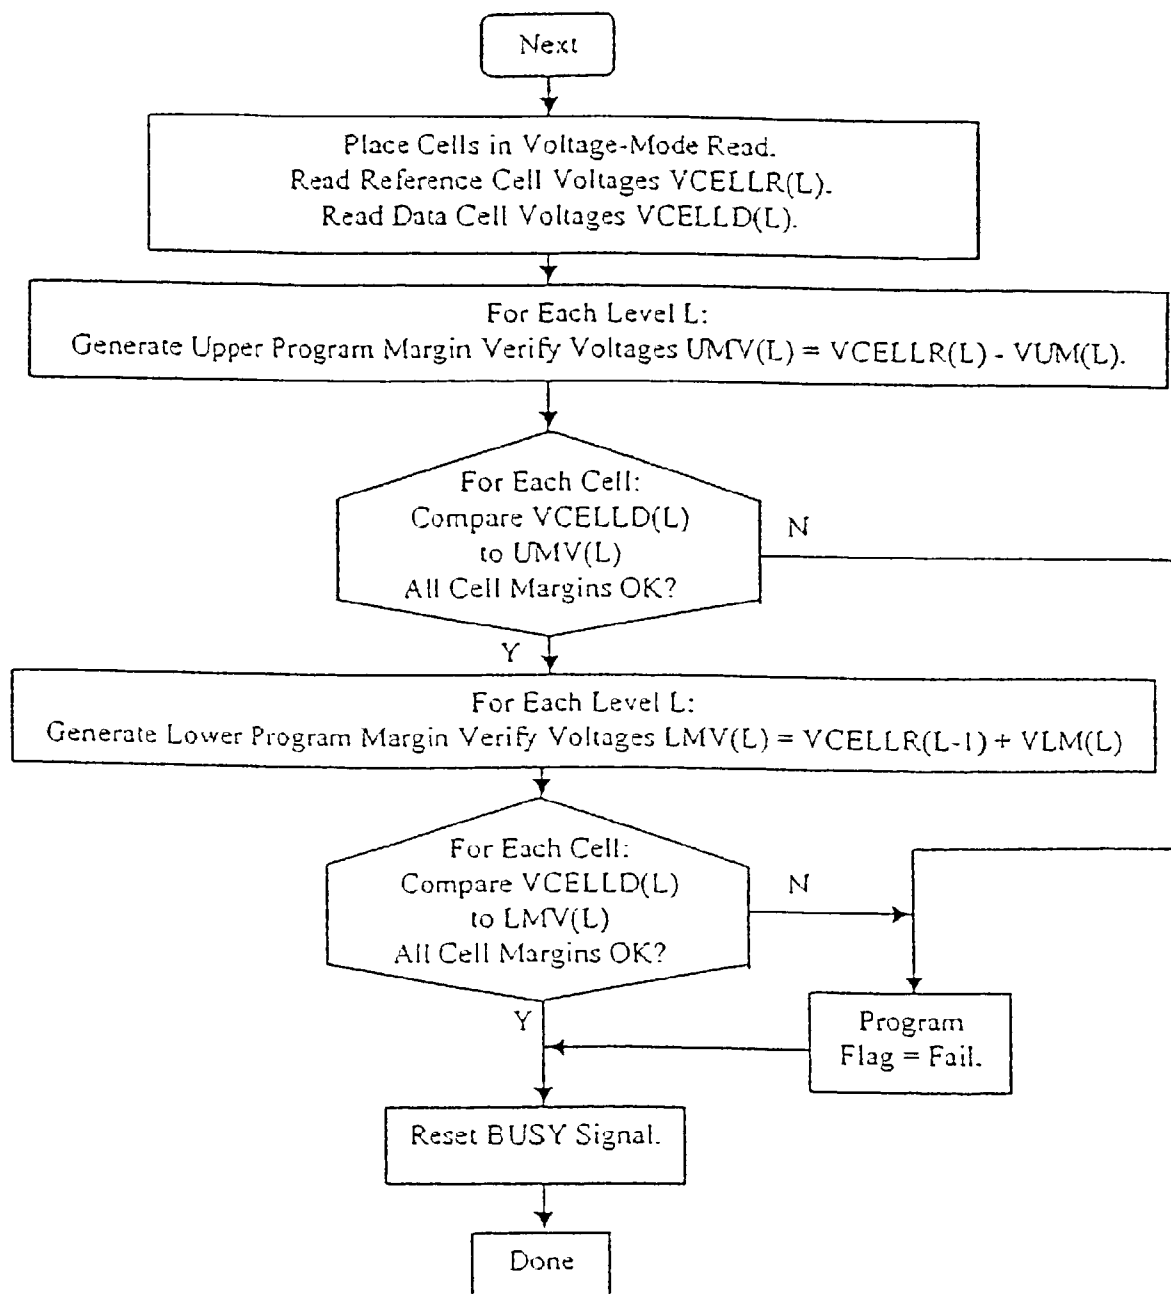 Next
Place Cells in Voltage-Mode Read.
Read Reference Cell Voltages VCELLR(L).
Read Data Cell Voltages VCELLD(L).
For Each Level L:
Generate Upper Program Margin Verify Voltages UMV(L) = VCELLR(L) - VUM(L).
For Each Cell:
Compare VCELLD(L)
to UMV(L)
All Cell Margins OK?
N
Y
For Each Level L:
Generate Lower Program Margin Verify Voltages LMV(L) = VCELLR(L-1) + VLM(L)
For Each Cell:
Compare VCELLD(L)
to LMV(L)
All Cell Margins OK?
N
Y
Program
Flag = Fail.
Reset BUSY Signal.
Done